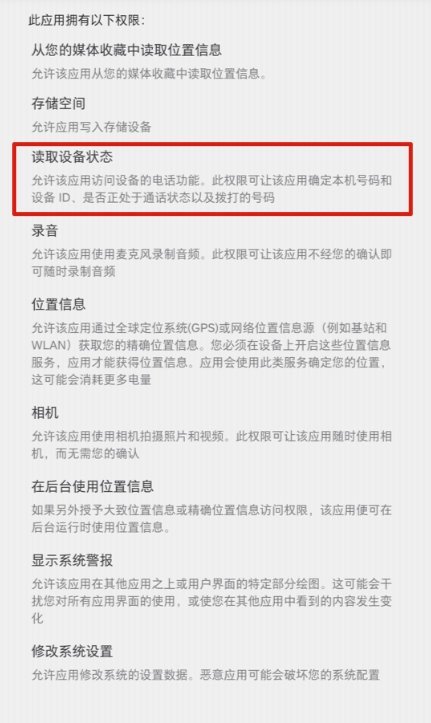 此应用拥有以下权限：
从您的媒体收藏中读取位置信息
允许该应用从您的媒体收藏中读取位置信息。
存储空间
允许应用写入存储设备
读取设备状态
允许该应用访问设备的电话功能。此权限可让该应用确定本机号码和
设备 ID、是否正处于通话状态以及拨打的号码
录音
允许该应用使用麦克风录制音频。此权限可让该应用不经您的确认即
可随时录制音频
位置信息
允许该应用通过全球定位系统(GPS)或网络位置信息源（例如基站和
WLAN）获取您的精确位置信息。您必须在设备上开启这些位置信息
服务，应用才能获得位置信息。应用会使用此类服务确定您的位置，
这可能会消耗更多电量
相机
允许该应用使用相机拍摄照片和视频。此权限可让该应用随时使用相
机，而无需您的确认
在后台使用位置信息
如果另外授予大致位置信息或精确位置信息访问权限，该应用便可在
后台运行时使用位置信息。
显示系统警报
允许该应用在其他应用之上或用户界面的特定部分绘图。这可能会干
扰您对所有应用界面的使用，或使您在其他应用中看到的内容发生变
化
修改系统设置
允许应用修改系统的设置数据。恶意应用可能会破坏您的系统配置